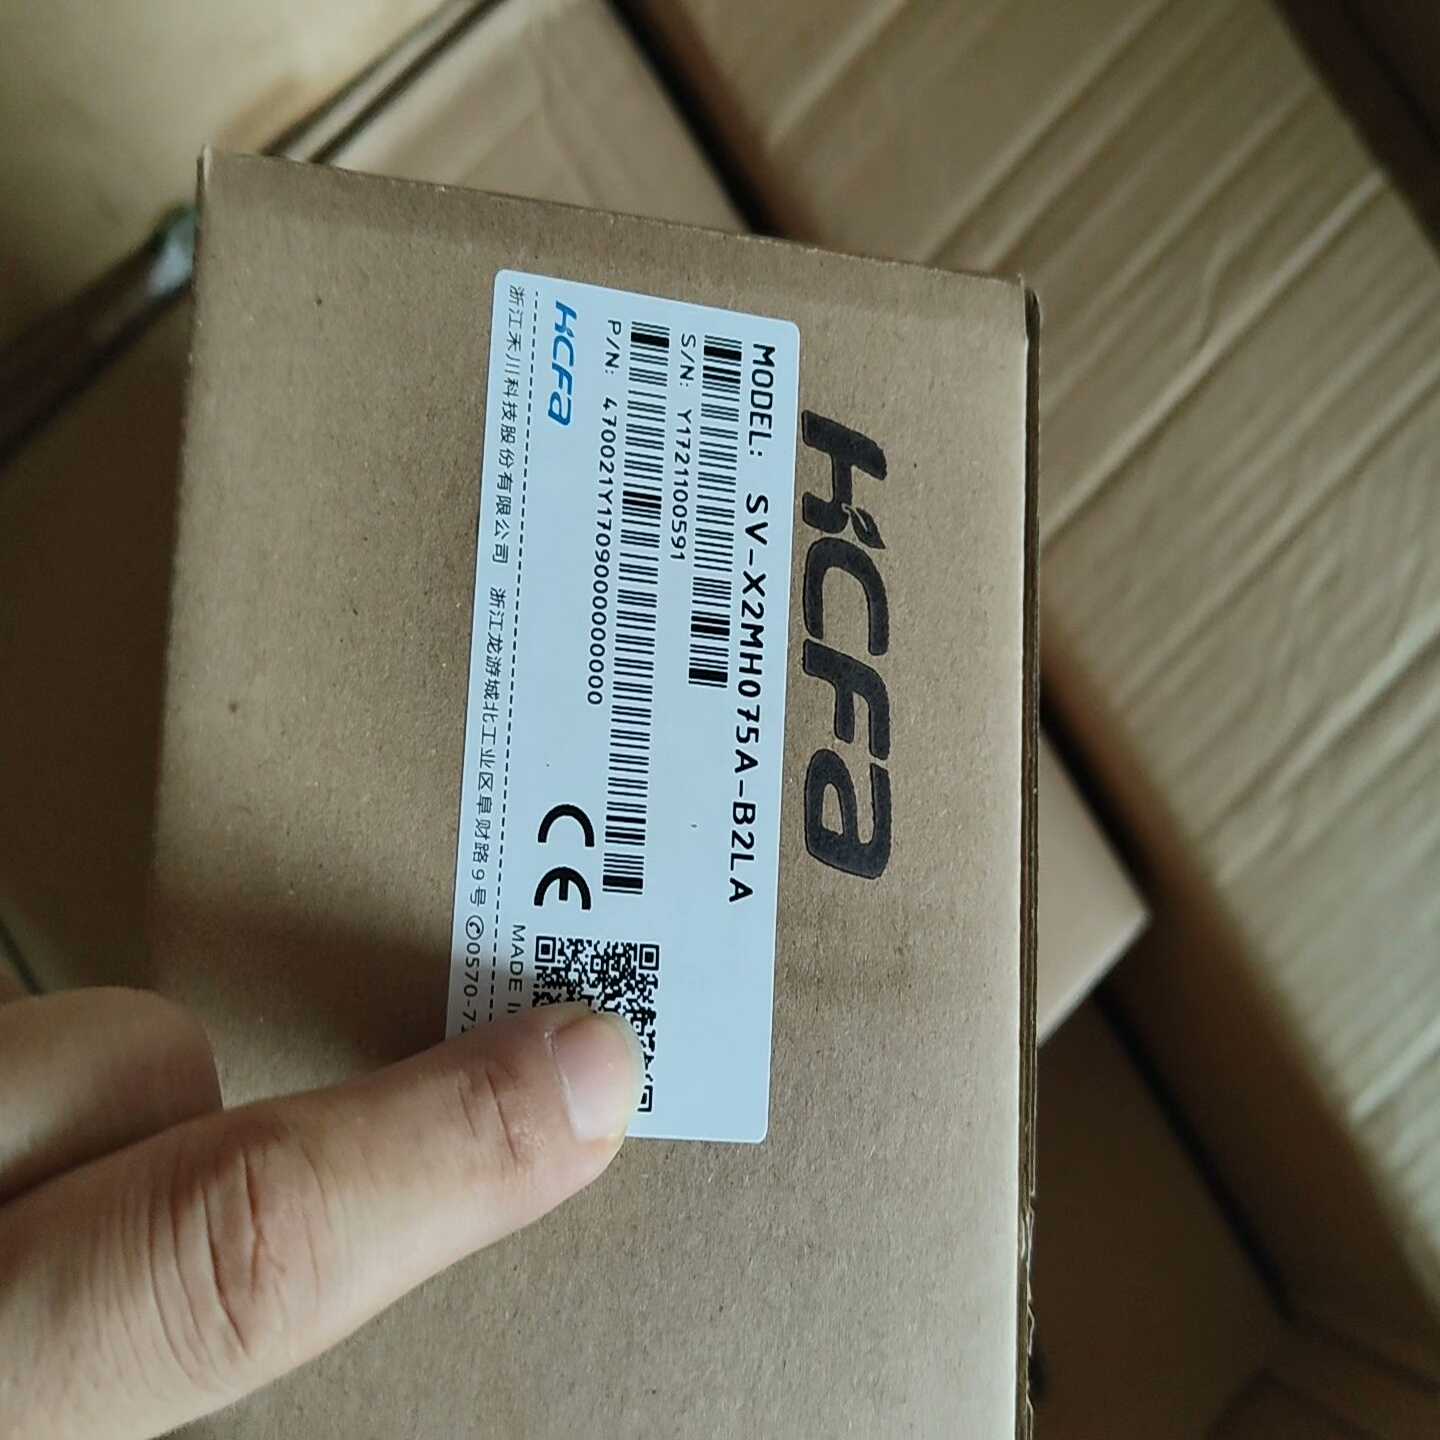 HCFa
MODEL: SV-X2MH075A-B2LA
S/N: Y1721100591
P/N: 470021Y1709000000000
HCFa
CE
MADE
浙江禾川科技股份有限公司 浙江龙游城北工业区阜财路9号 ✆0570-7